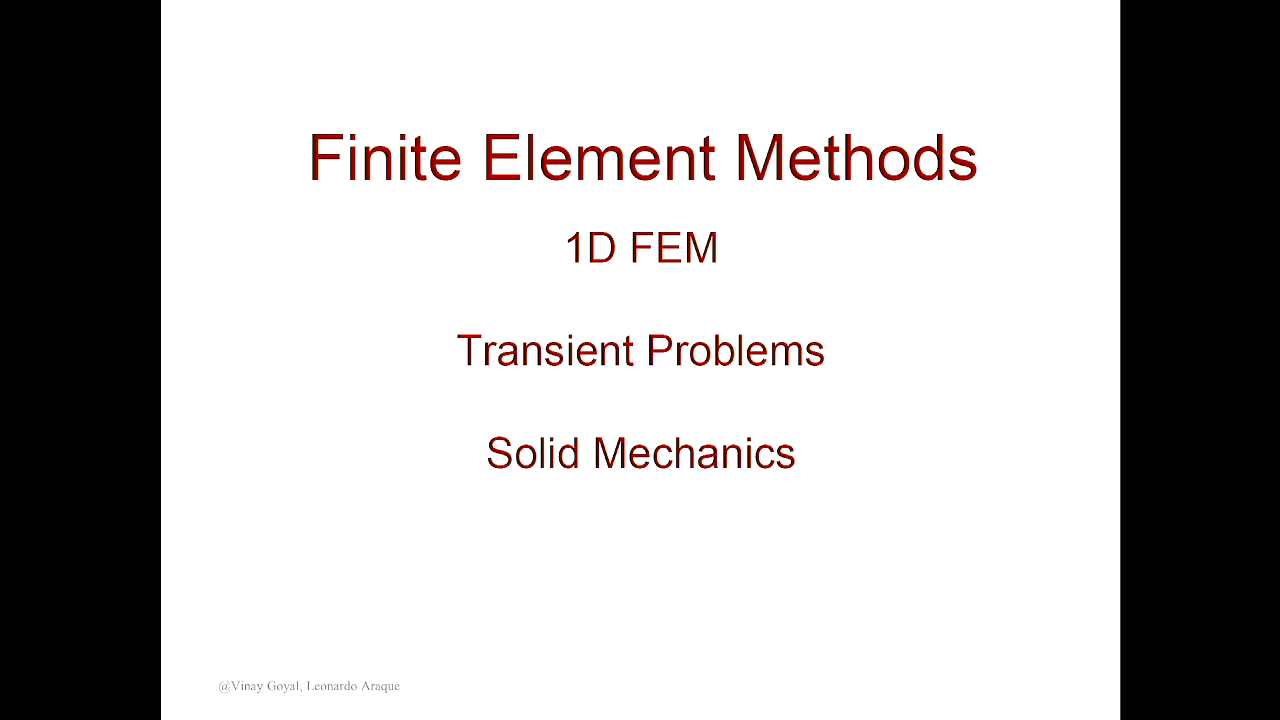 Finite Element Methods
1D FEM
Transient Problems
Solid Mechanics
@Vinay Goyal, Leonardo Araque